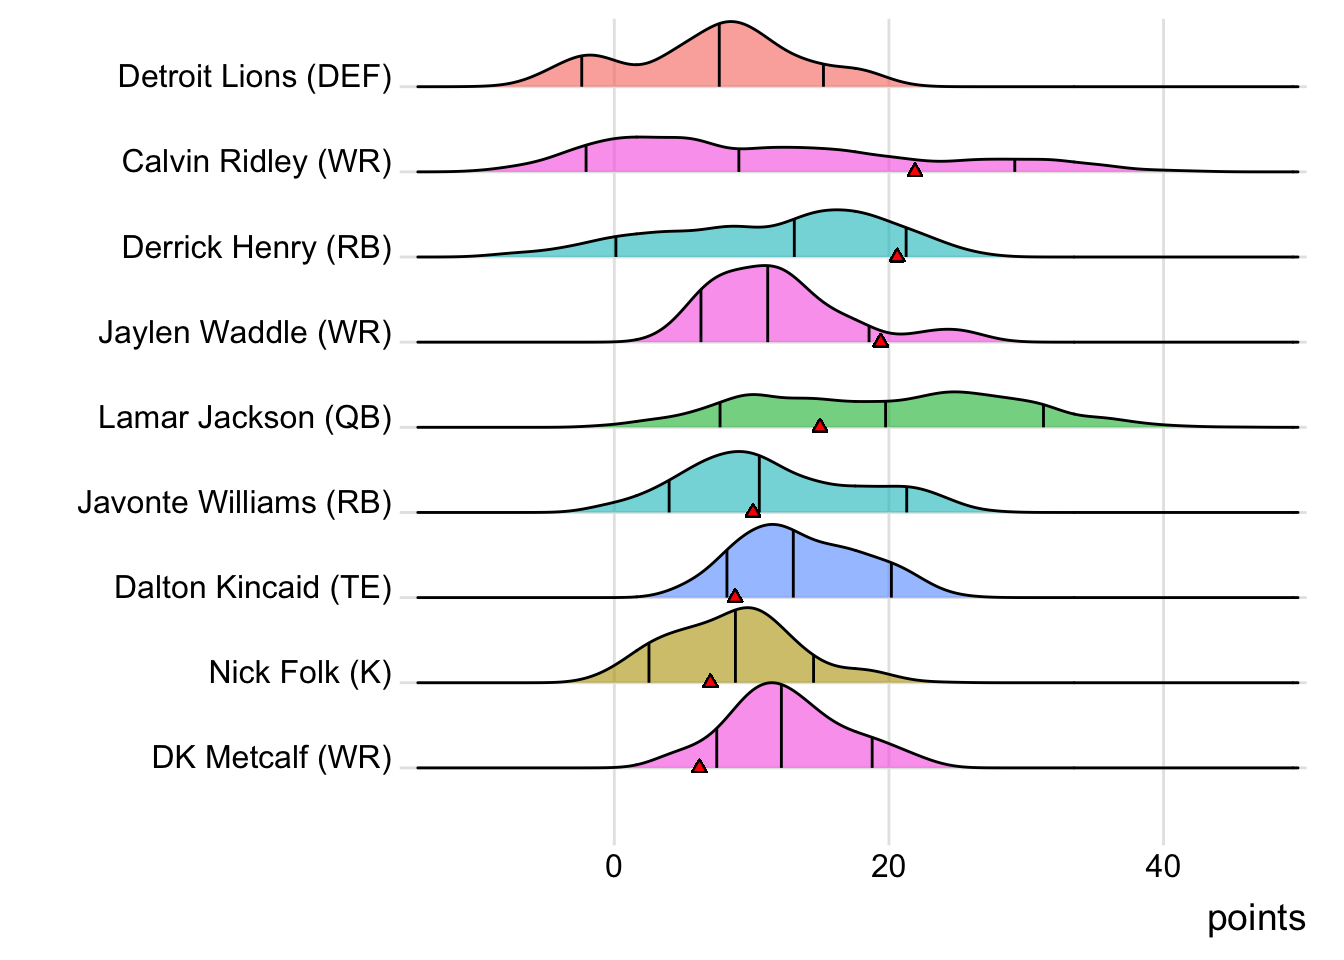 Detroit Lions (DEF)
Calvin Ridley (WR)
Derrick Henry (RB)
Jaylen Waddle (WR)
Lamar Jackson (QB)
Javonte Williams (RB)
Dalton Kincaid (TE)
Nick Folk (K)
DK Metcalf (WR)
0 20 40
points